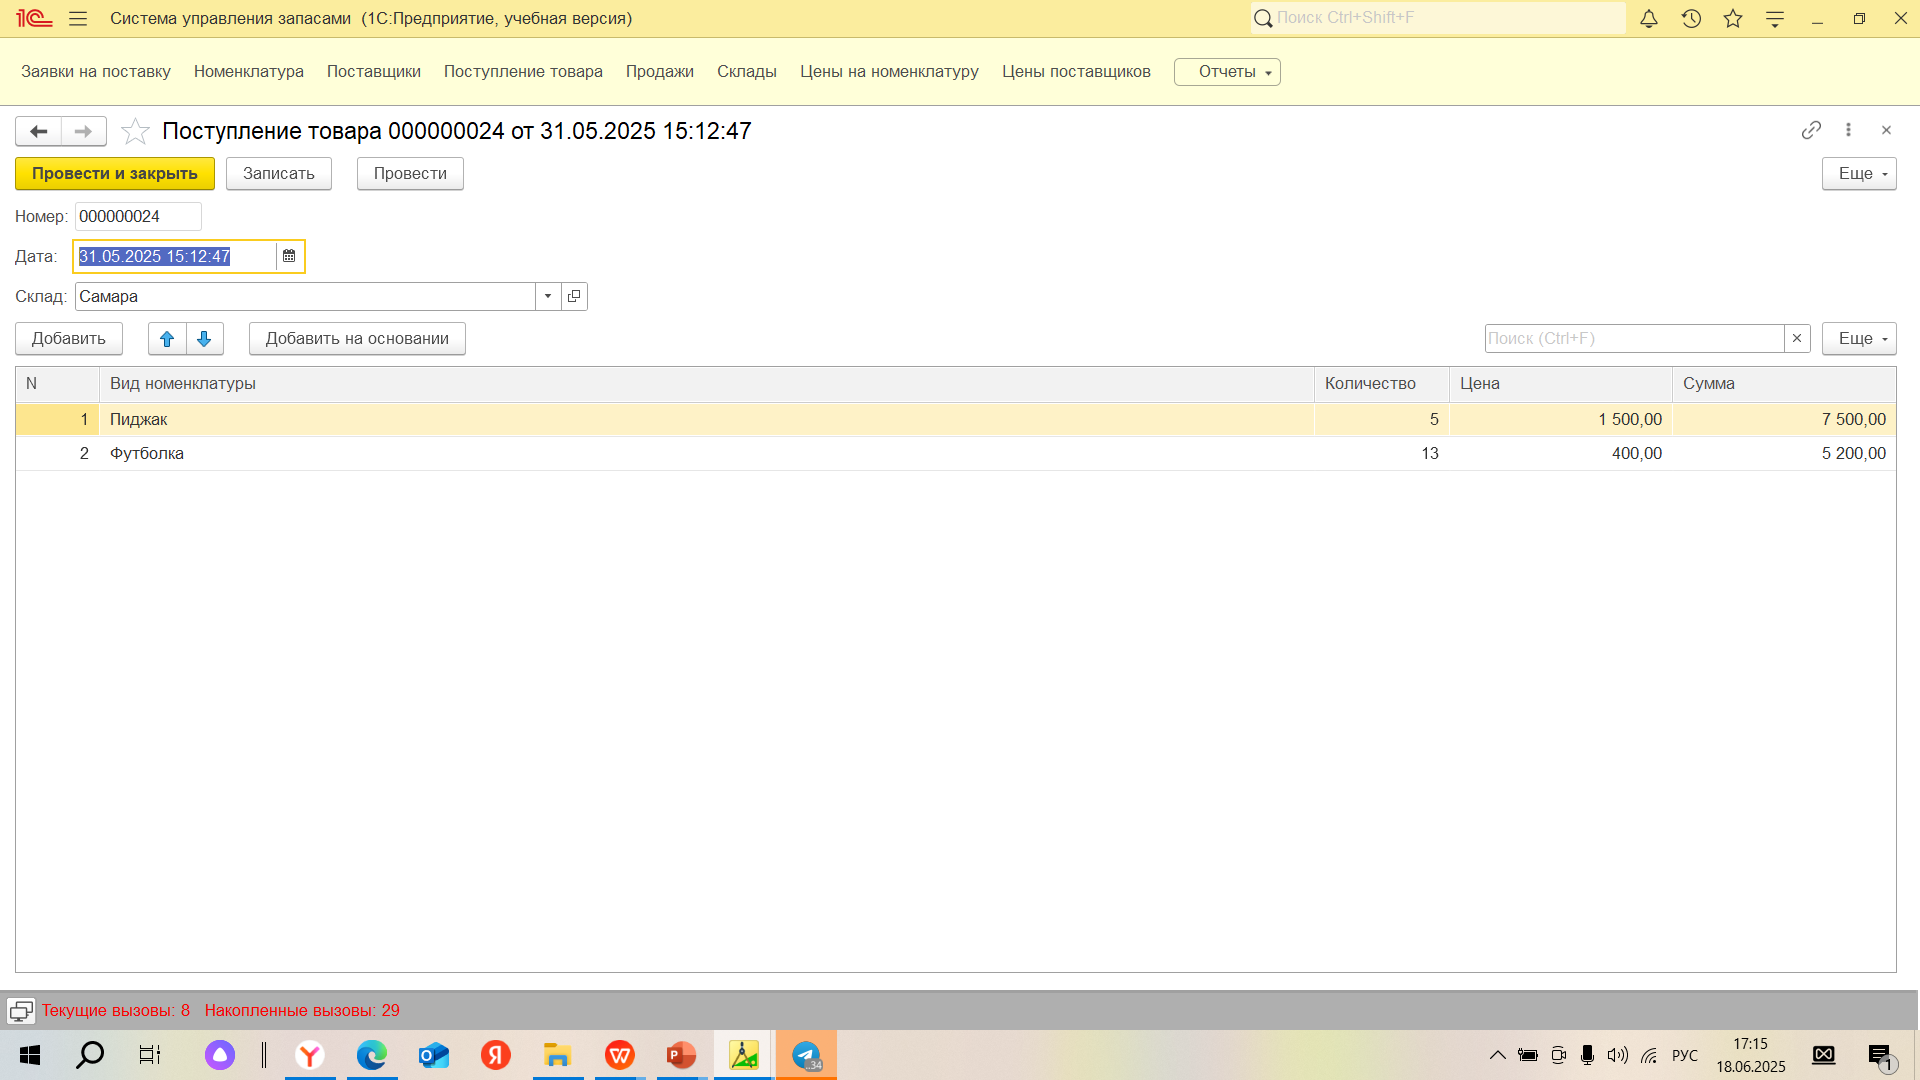 1С Система управления запасами (1С:Предприятие, учебная версия) Поиск Ctrl+Shift+F
Заявки на поставку Номенклатура Поставщики Поступление товара Продажи Склады Цены на номенклатуру Цены поставщиков Отчеты
Поступление товара 000000024 от 31.05.2025 15:12:47
Провести и закрыть Записать Провести Еще
Номер: 000000024
Дата: 31.05.2025 15:12:47
Склад: Самара
Добавить Добавить на основании Поиск (Ctrl+F) Еще
N Вид номенклатуры Количество Цена Сумма
1 Пиджак 5 1 500,00 7 500,00
2 Футболка 13 400,00 5 200,00
Текущие вызовы: 8 Накопленные вызовы: 29
РУС 17:15
18.06.2025
1
..34